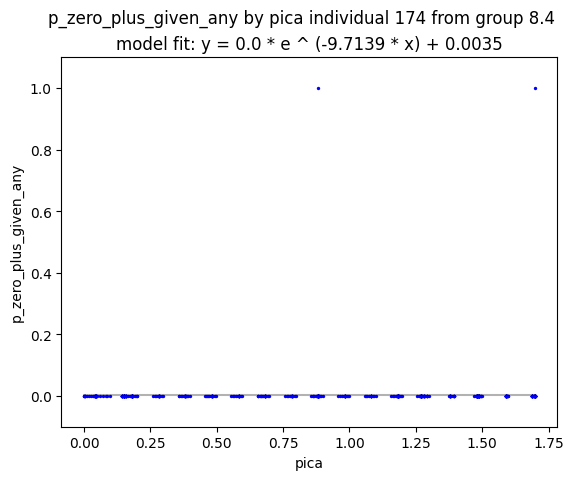 p_zero_plus_given_any by pica individual 174 from group 8.4
model fit: y = 0.0 * e ^ (-9.7139 * x) + 0.0035
p_zero_plus_given_any
1.0
0.8
0.6
0.4
0.2
0.0
0.00 0.25 0.50 0.75 1.00 1.25 1.50 1.75
pica